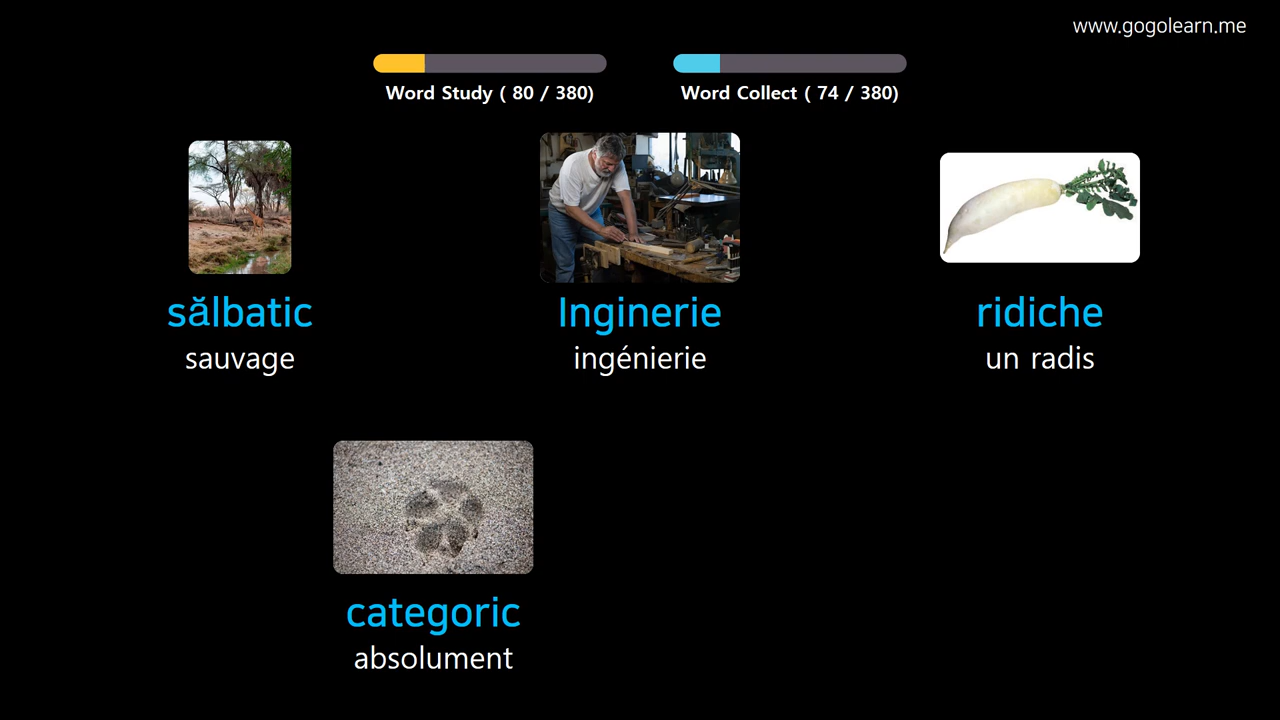 www.gogolearn.me
Word Study ( 80 / 380)
Word Collect ( 74 / 380)
sălbatic
sauvage
Inginerie
ingénierie
ridiche
un radis
categoric
absolument